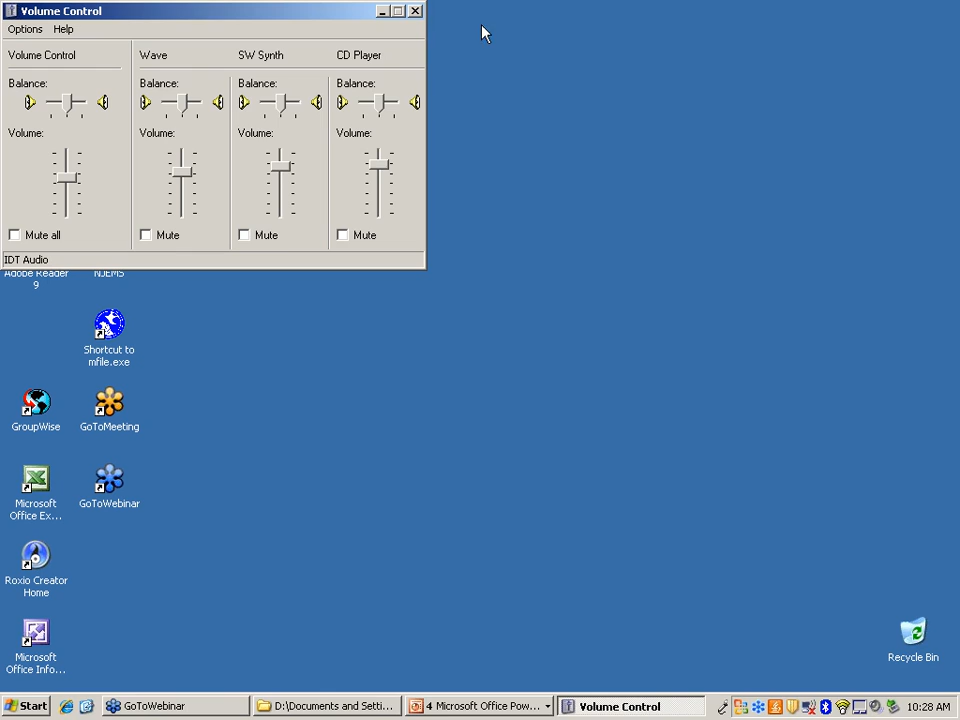 Volume Control
Options Help
Volume Control Wave SW Synth CD Player
Balance: Balance: Balance: Balance:
Volume: Volume: Volume: Volume:
Mute all Mute Mute Mute
IDT Audio
Adobe Reader
9
NJEMS
Shortcut to
mfile.exe
GroupWise
GoToMeeting
Microsoft
Office Ex...
GoToWebinar
Roxio Creator
Home
Microsoft
Office Info...
Recycle Bin
Start GoToWebinar D:\Documents and Setti... 4 Microsoft Office Pow... Volume Control 10:28 AM